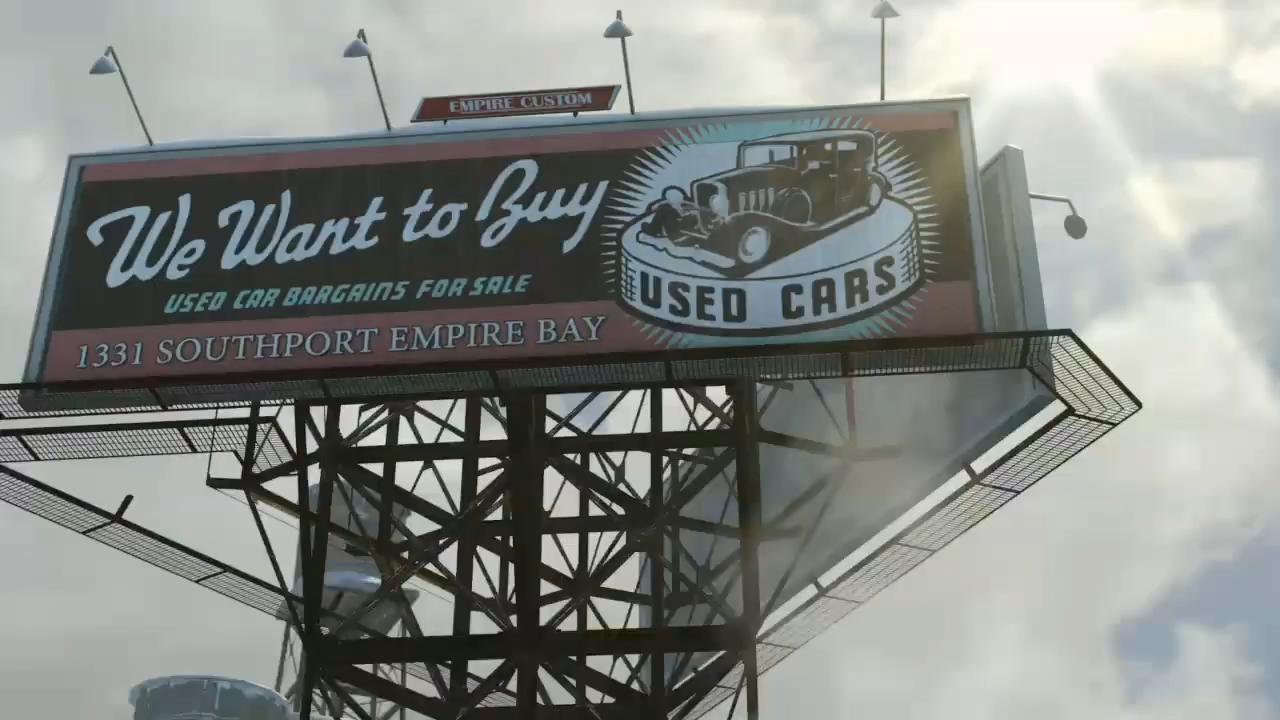 EMPIRE CUSTOM
We Want to Buy
USED CAR BARGAINS FOR SALE
1331 SOUTHPORT EMPIRE BAY
USED CARS